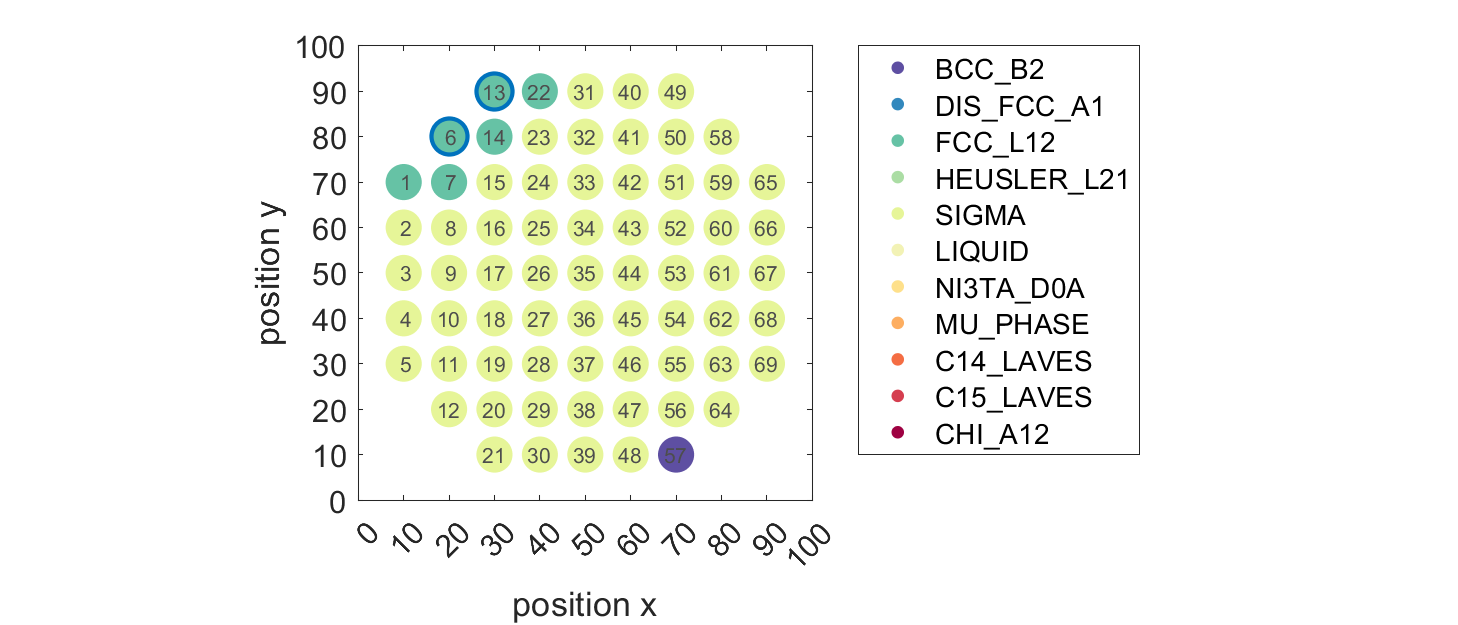 100
90
80
70
60
50
40
30
20
10
0
position y
13 22 31 40 49
6 14 23 32 41 50 58
1 7 15 24 33 42 51 59 65
2 8 16 25 34 43 52 60 66
3 9 17 26 35 44 53 61 67
4 10 18 27 36 45 54 62 68
5 11 19 28 37 46 55 63 69
12 20 29 38 47 56 64
21 30 39 48 57
0 10 20 30 40 50 60 70 80 90 100
position x
BCC_B2
DIS_FCC_A1
FCC_L12
HEUSLER_L21
SIGMA
LIQUID
NI3TA_D0A
MU_PHASE
C14_LAVES
C15_LAVES
CHI_A12